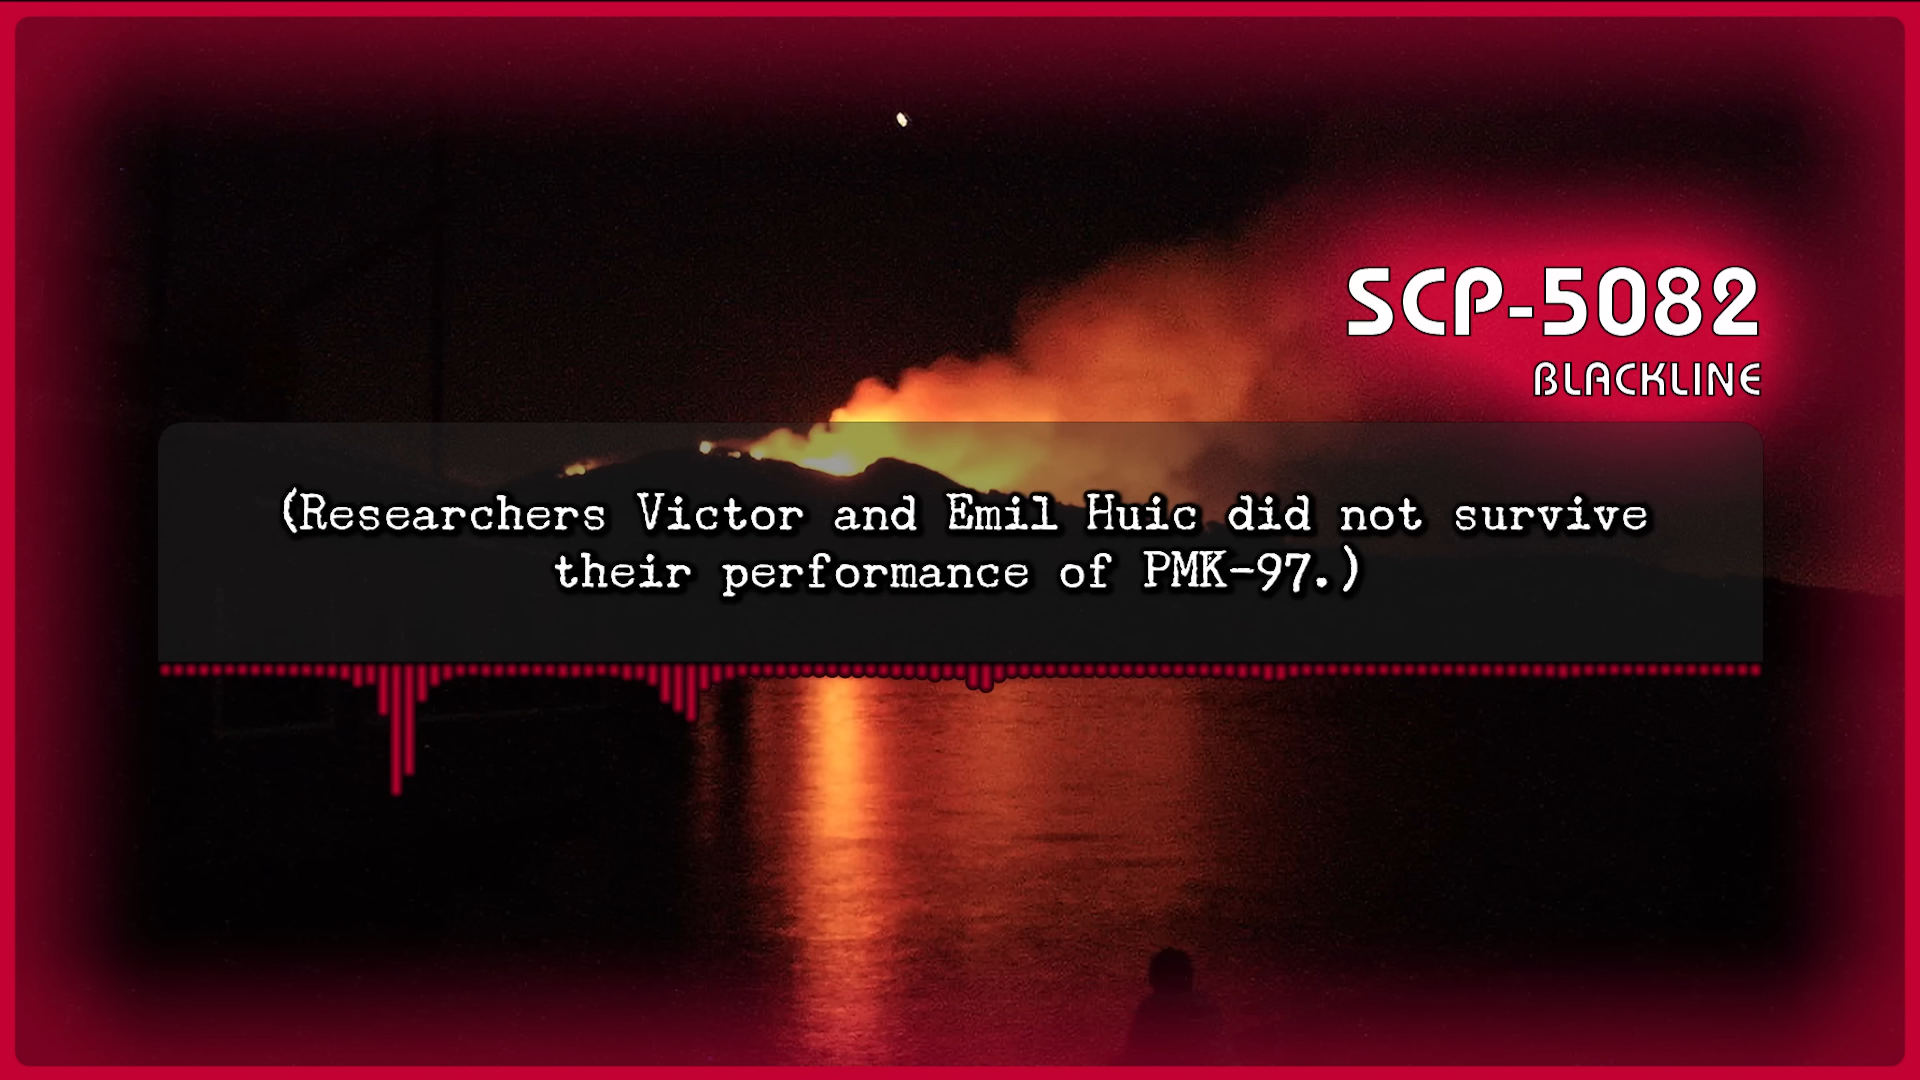 SCP-5082
BLACKLINE
(Researchers Victor and Emil Huic did not survive
their performance of PMK-97.)